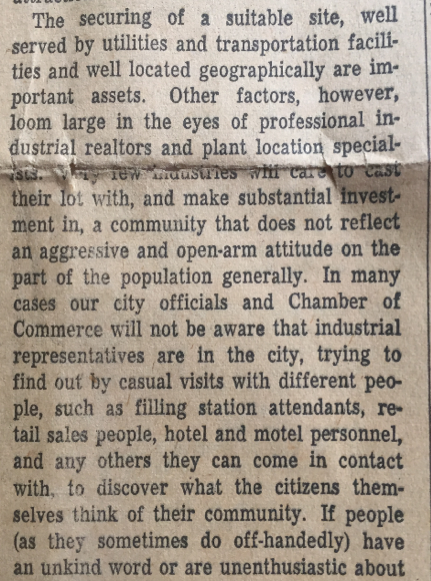 The securing of a suitable site, well
served by utilities and transportation facili-
ties and well located geographically are im-
portant assets. Other factors, however,
loom large in the eyes of professional in-
dustrial realtors and plant location special-
ists. Very few industries will care to cast
their lot with, and make substantial invest-
ment in, a community that does not reflect
an aggressive and open-arm attitude on the
part of the population generally. In many
cases our city officials and Chamber of
Commerce will not be aware that industrial
representatives are in the city, trying to
find out by casual visits with different peo-
ple, such as filling station attendants, re-
tail sales people, hotel and motel personnel,
and any others they can come in contact
with, to discover what the citizens them-
selves think of their community. If people
(as they sometimes do off-handedly) have
an unkind word or are unenthusiastic about